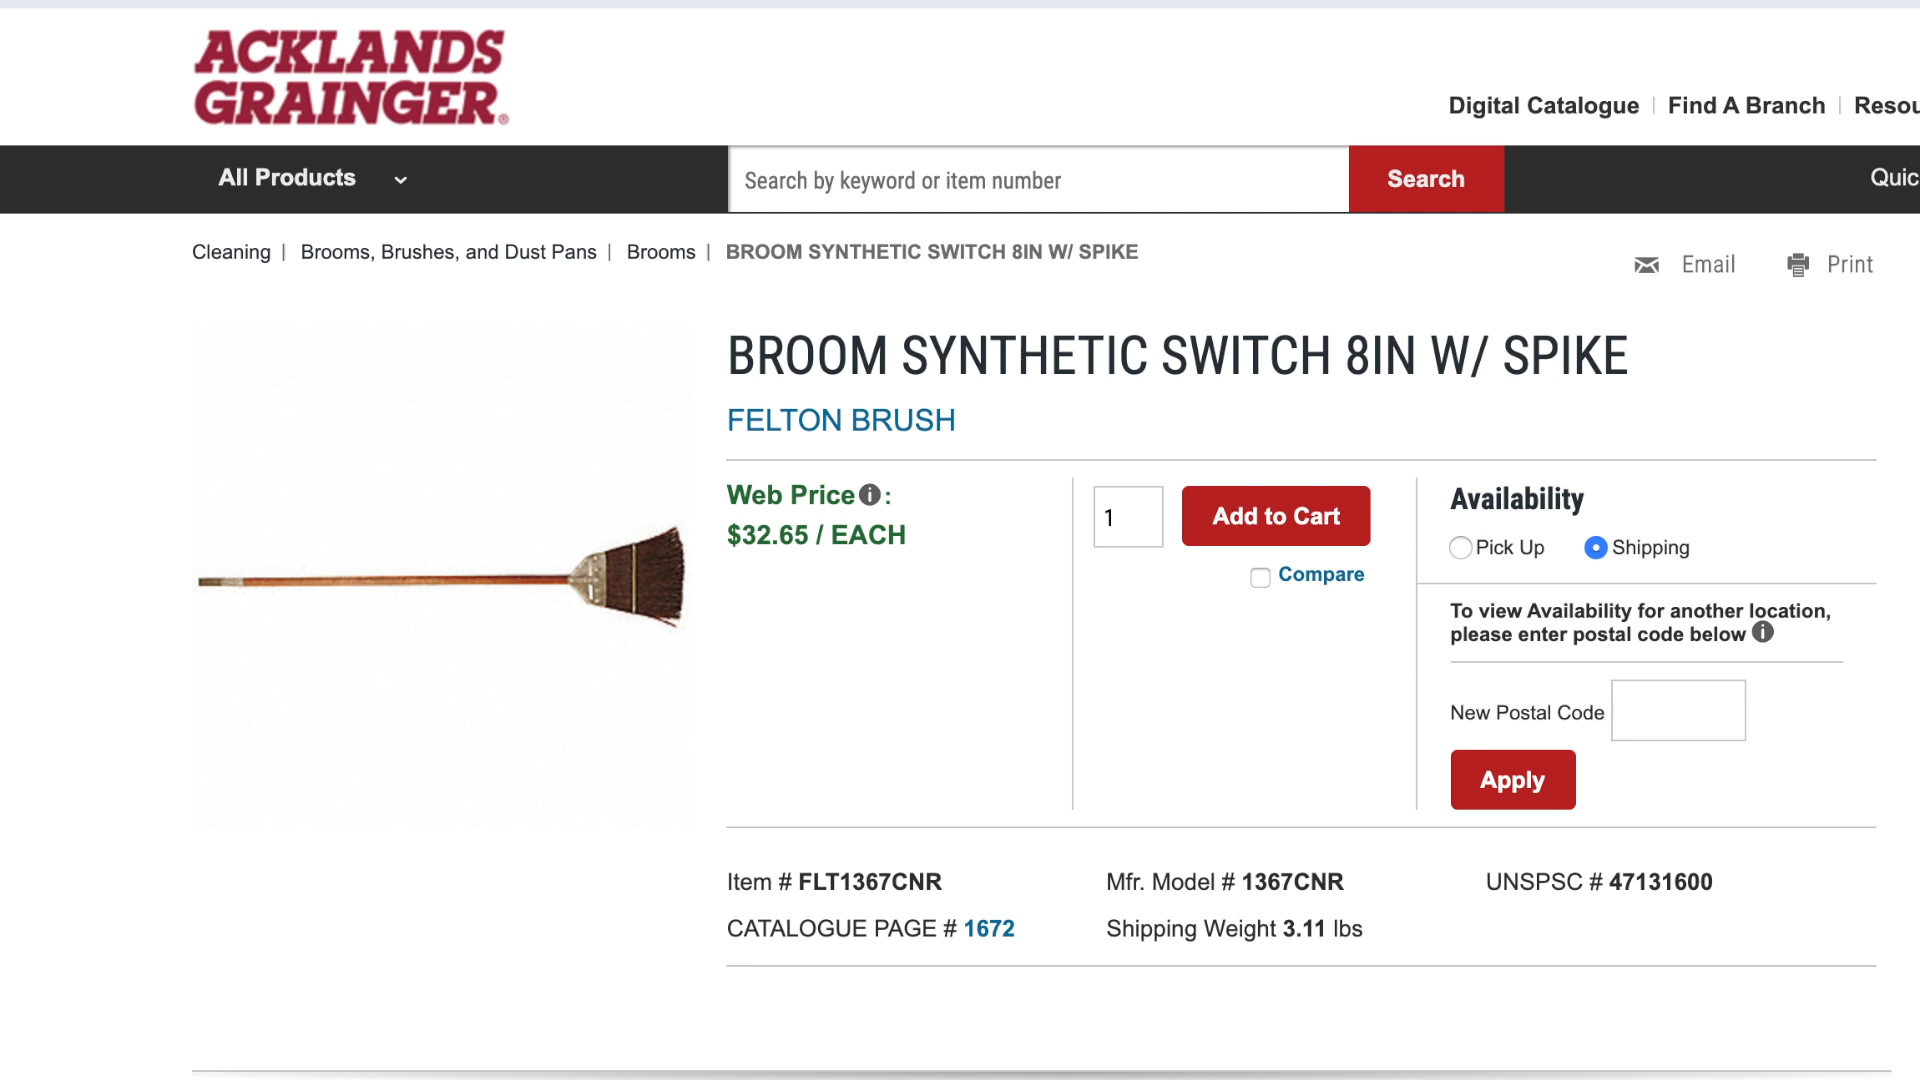 ACKLANDS
GRAINGER®
Digital Catalogue | Find A Branch | Resou
All Products
Search by keyword or item number
Search
Quic
Cleaning | Brooms, Brushes, and Dust Pans | Brooms | BROOM SYNTHETIC SWITCH 8IN W/ SPIKE
Email
Print
BROOM SYNTHETIC SWITCH 8IN W/ SPIKE
FELTON BRUSH
Web Price i :
$32.65 / EACH
1
Add to Cart
Compare
Availability
Pick Up
Shipping
To view Availability for another location,
please enter postal code below i
New Postal Code
Apply
Item # FLT1367CNR
Mfr. Model # 1367CNR
UNSPSC # 47131600
CATALOGUE PAGE # 1672
Shipping Weight 3.11 lbs